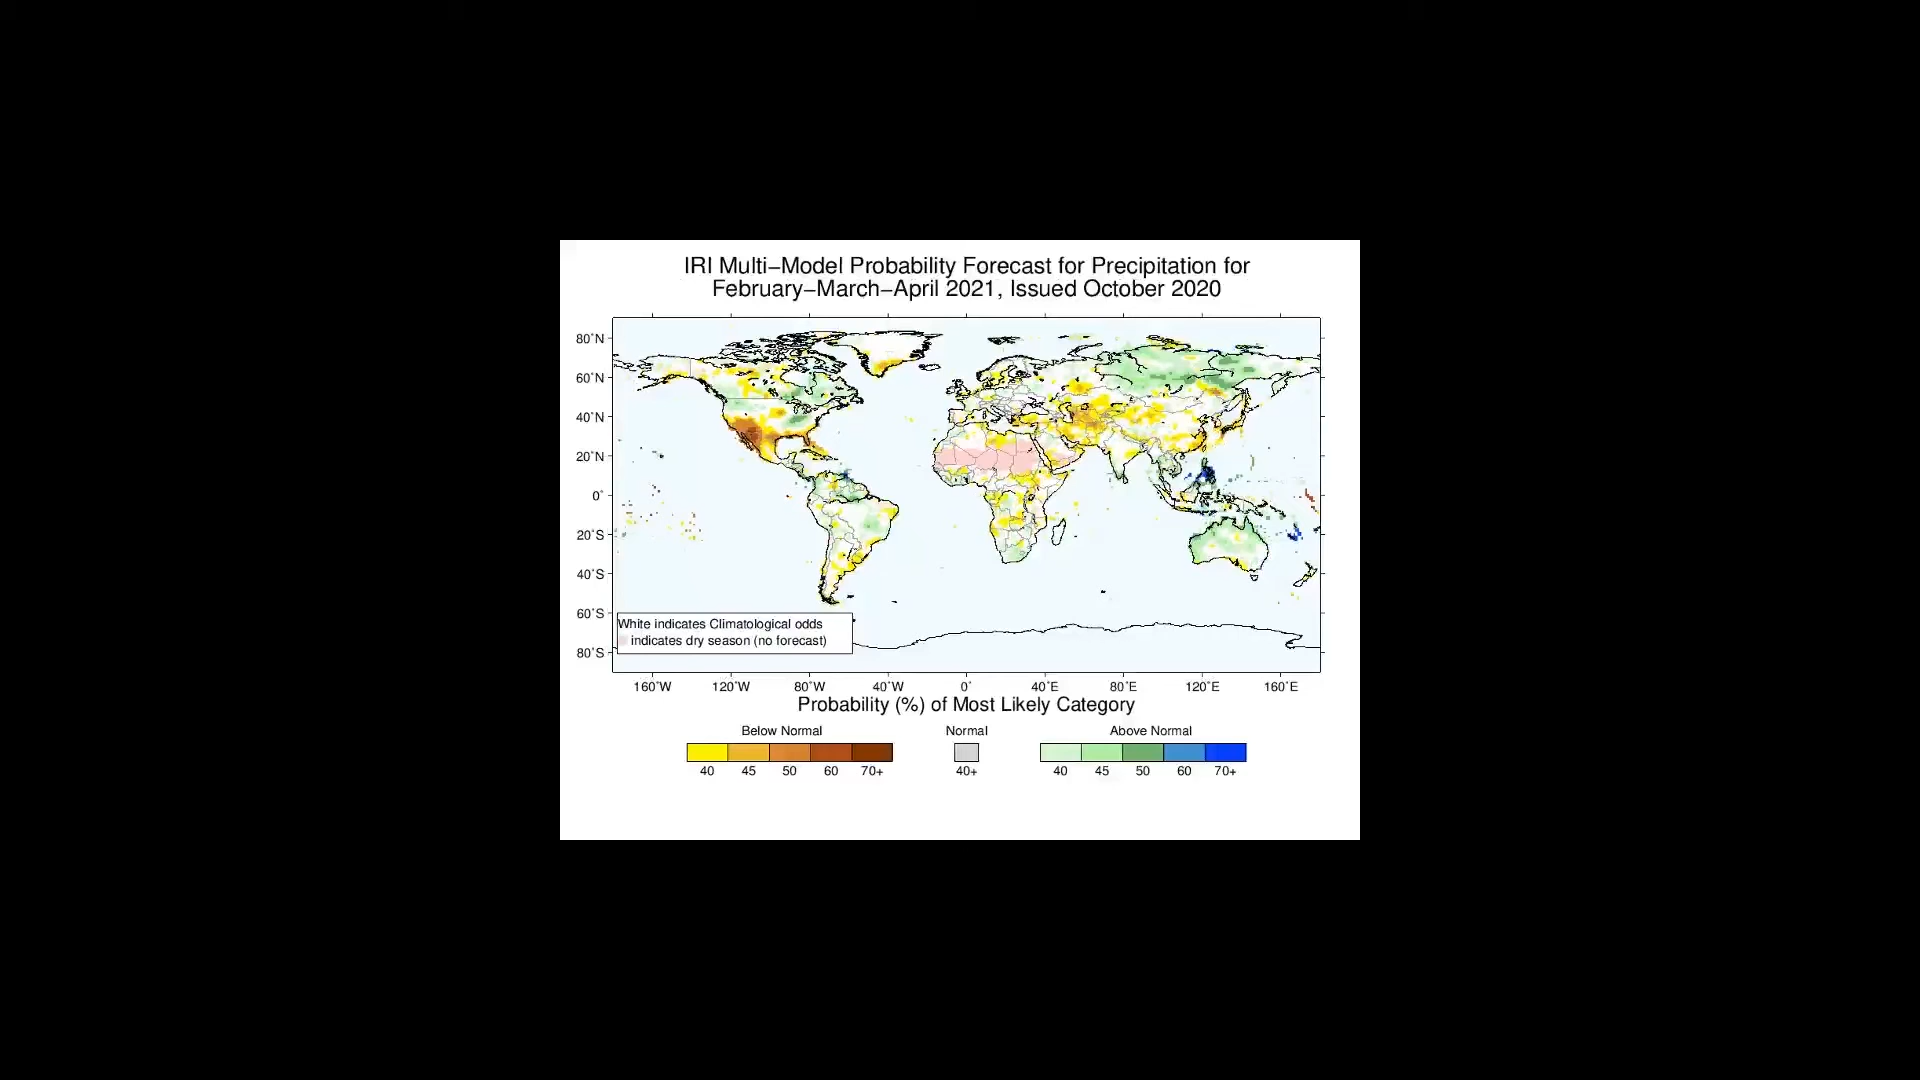 IRI Multi−Model Probability Forecast for Precipitation for
February−March−April 2021, Issued October 2020
80˚N
60˚N
40˚N
20˚N
0˚
20˚S
40˚S
60˚S
80˚S
White indicates Climatological odds
indicates dry season (no forecast)
160˚W 120˚W 80˚W 40˚W 0˚ 40˚E 80˚E 120˚E 160˚E
Probability (%) of Most Likely Category
Below Normal Normal Above Normal
40 45 50 60 70+ 40+ 40 45 50 60 70+